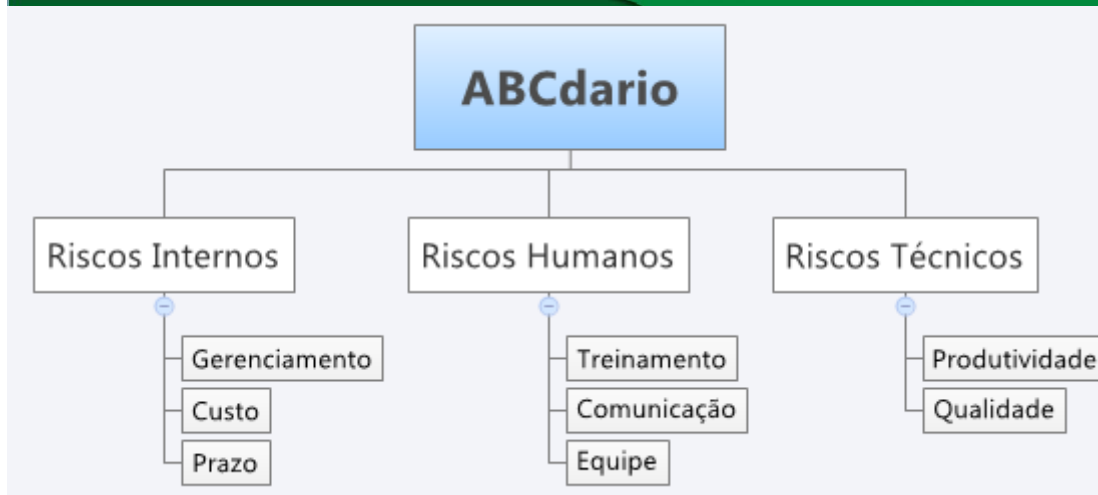 ABCdario
Riscos Internos
Gerenciamento
Custo
Prazo
Riscos Humanos
Treinamento
Comunicação
Equipe
Riscos Técnicos
Produtividade
Qualidade